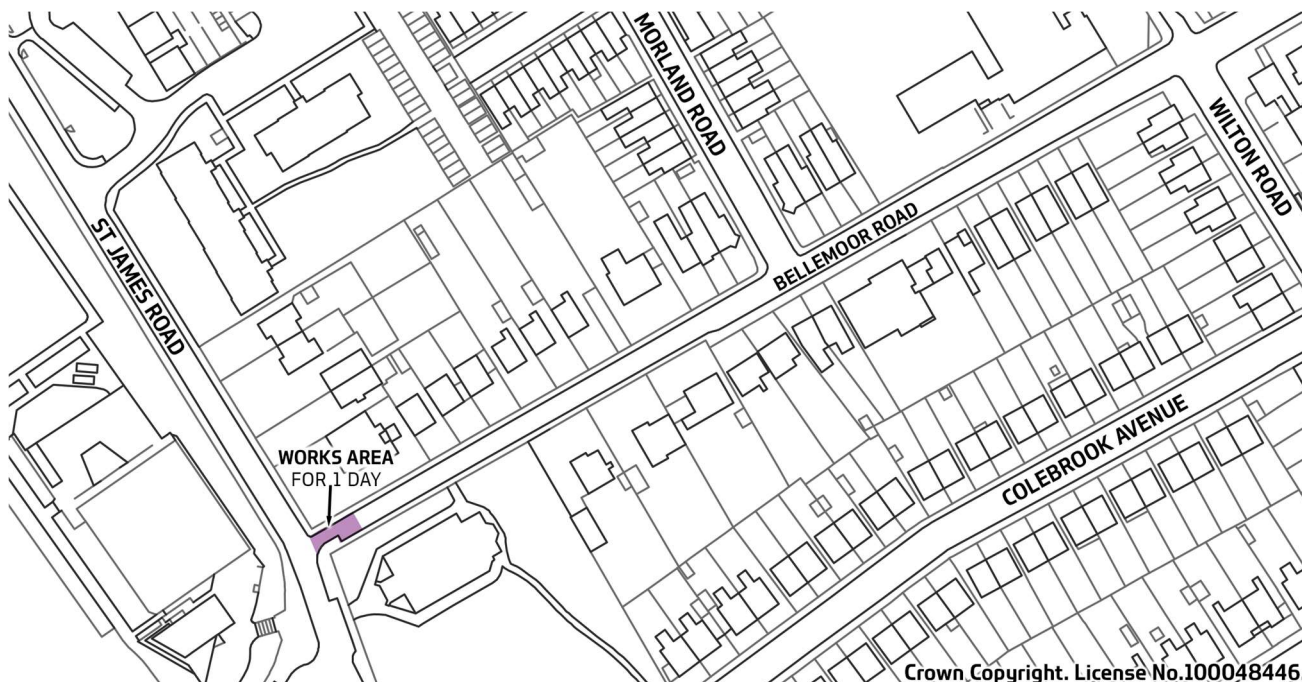 MORLAND ROAD
WILTON ROAD
ST JAMES ROAD
BELLEMOOR ROAD
WORKS AREA
FOR 1 DAY
COLEBROOK AVENUE
Crown Copyright. License No.100048446